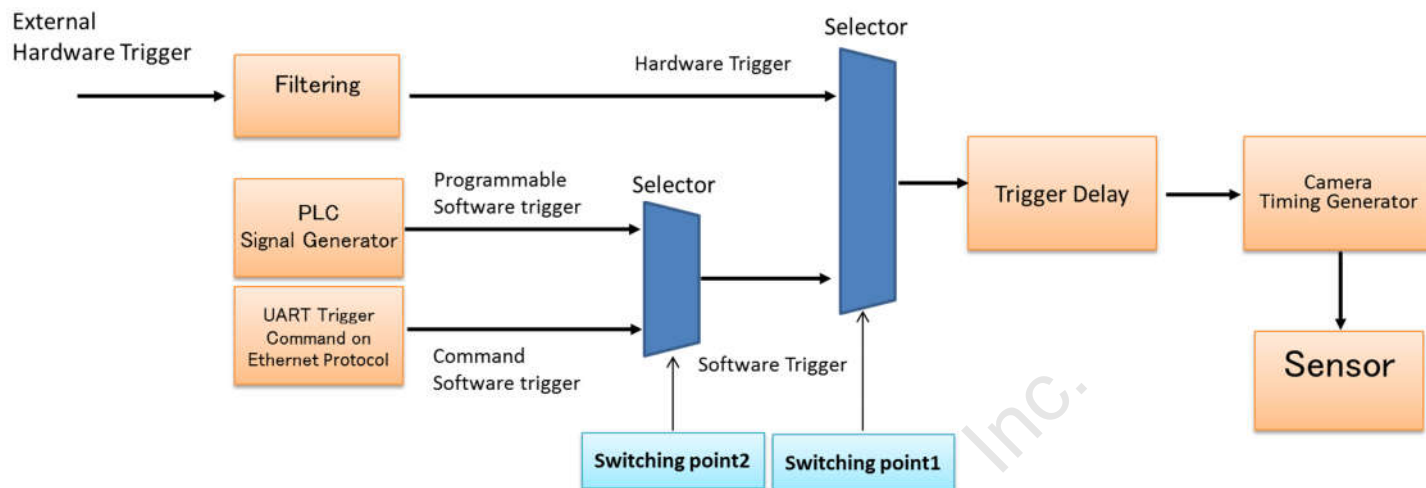 External
Hardware Trigger
Filtering
Hardware Trigger
Selector
PLC
Signal Generator
Programmable
Software trigger
Selector
UART Trigger
Command on
Ethernet Protocol
Command
Software trigger
Software Trigger
Trigger Delay
Camera
Timing Generator
Sensor
Switching point2
Switching point1
Inc.